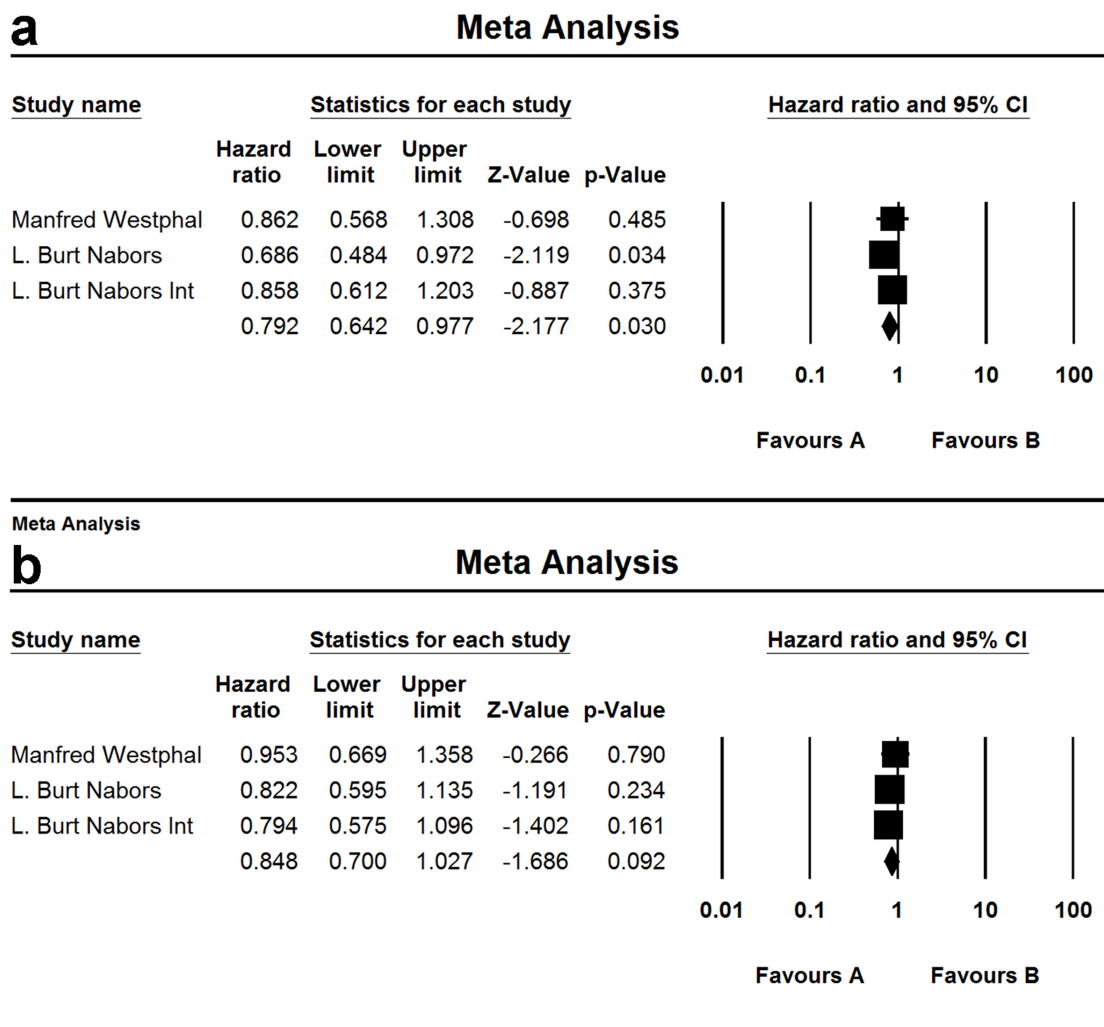 a
Meta Analysis
Study name Statistics for each study Hazard ratio and 95% CI
Hazard Lower Upper
ratio limit limit Z-Value p-Value
Manfred Westphal 0.862 0.568 1.308 -0.698 0.485
L. Burt Nabors 0.686 0.484 0.972 -2.119 0.034
L. Burt Nabors Int 0.858 0.612 1.203 -0.887 0.375
0.792 0.642 0.977 -2.177 0.030
0.01 0.1 1 10 100
Favours A Favours B
Meta Analysis
b
Meta Analysis
Study name Statistics for each study Hazard ratio and 95% CI
Hazard Lower Upper
ratio limit limit Z-Value p-Value
Manfred Westphal 0.953 0.669 1.358 -0.266 0.790
L. Burt Nabors 0.822 0.595 1.135 -1.191 0.234
L. Burt Nabors Int 0.794 0.575 1.096 -1.402 0.161
0.848 0.700 1.027 -1.686 0.092
0.01 0.1 1 10 100
Favours A Favours B